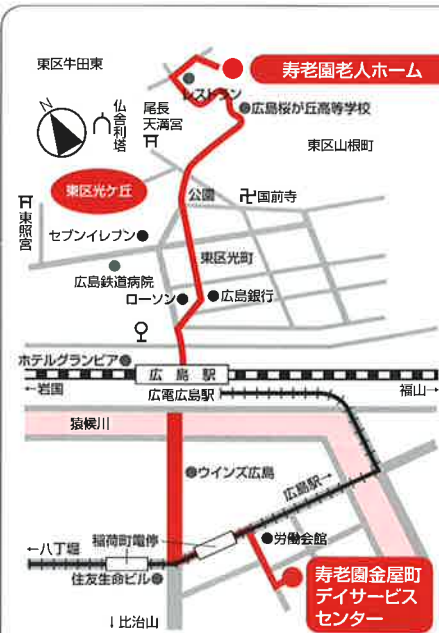 東区牛田東
寿老園老人ホーム
レストラン
仏舎利塔
尾長
天満宮
広島桜が丘高等学校
N
東区山根町
東区光ケ丘
東照宮
公園
国前寺
セブンイレブン
東区光町
広島鉄道病院
ローソン
広島銀行
ホテルグランビア
広島駅
←岩国
広電広島駅
福山→
猿候川
ウインズ広島
広島駅→
稲荷町電停
労働会館
←八丁堀
住友生命ビル
寿老園金屋町
デイサービス
センター
↓比治山